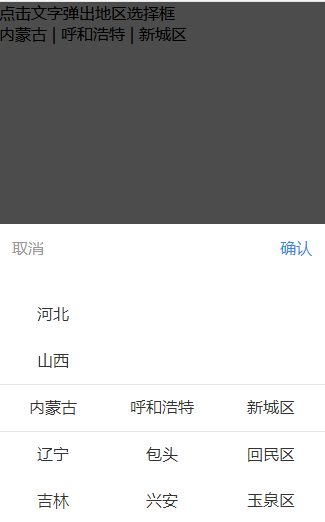 点击文字弹出地区选择框
内蒙古 | 呼和浩特 | 新城区
取消 确认
河北
山西
内蒙古 呼和浩特 新城区
辽宁 包头 回民区
吉林 兴安 玉泉区